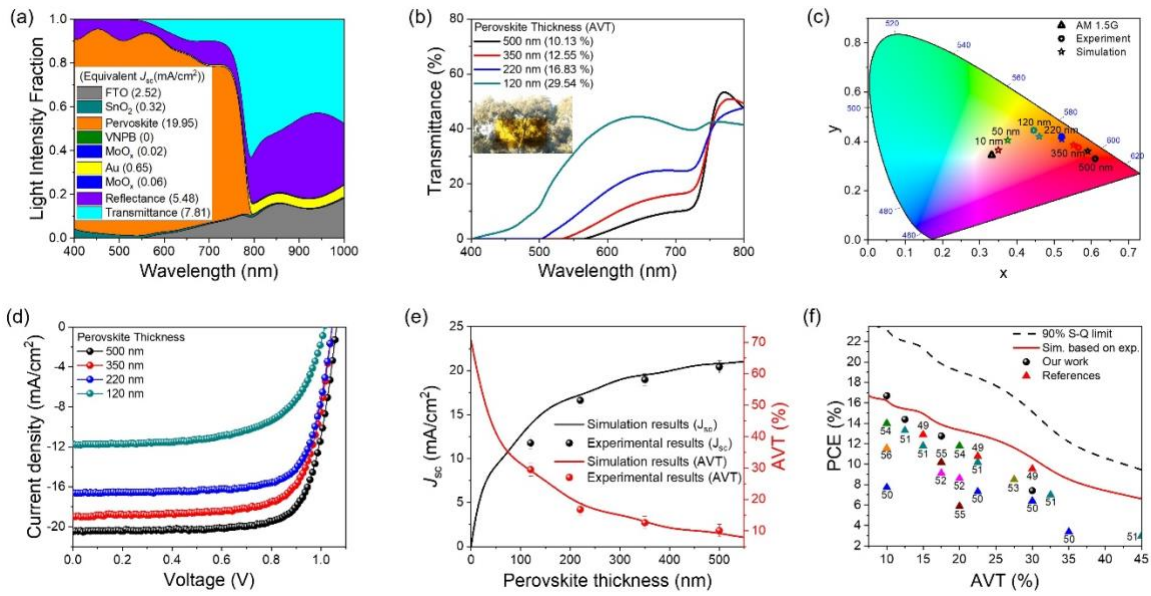 (a)
1.0
0.8
0.6
0.4
0.2
0.0
Light Intensity Fraction
(Equivalent Jsc(mA/cm²))
FTO (2.52)
SnO₂ (0.32)
Pervoskite (19.95)
VNPB (0)
MoOₓ (0.02)
Au (0.65)
MoOₓ (0.06)
Reflectance (5.48)
Transmittance (7.81)
400 500 600 700 800 900 1000
Wavelength (nm)
(b)
80
60
40
20
0
Transmittance (%)
Perovskite Thickness (AVT)
500 nm (10.13 %)
350 nm (12.55 %)
220 nm (16.83 %)
120 nm (29.54 %)
400 500 600 700 800
Wavelength (nm)
(c)
0.8
0.6
0.4
0.2
0.0
y
AM 1.5G
Experiment
Simulation
520
540
560
500
580
600
620
480
460
120 nm
220 nm
50 nm
10 nm
350 nm
500 nm
0.0 0.1 0.2 0.3 0.4 0.5 0.6 0.7
x
(d)
0
-4
-8
-12
-16
-20
Current density (mA/cm²)
Perovskite Thickness
500 nm
350 nm
220 nm
120 nm
0.0 0.2 0.4 0.6 0.8 1.0
Voltage (V)
(e)
25
20
15
10
5
0
Jsc (mA/cm²)
70
60
50
40
30
20
10
AVT (%)
Simulation results (Jsc)
Experimental results (Jsc)
Simulation results (AVT)
Experimental results (AVT)
0 100 200 300 400 500
Perovskite thickness (nm)
(f)
22
20
18
16
14
12
10
8
6
4
2
PCE (%)
90% S-Q limit
Sim. based on exp.
Our work
References
54
51
49
56
51
55
54
49
51
52
52
50
50
53
49
50
51
55
50
51
10 15 20 25 30 35 40 45
AVT (%)